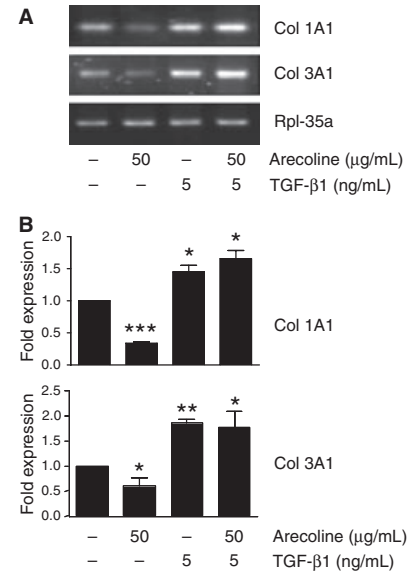 A
Col 1A1
Col 3A1
Rpl-35a
– 50 – 50 Arecoline (μg/mL)
– – 5 5 TGF-β1 (ng/mL)
B
Fold expression
2.0
1.5
1.0
0.5
0.0
***
*
*
Col 1A1
Fold expression
2.5
2.0
1.5
1.0
0.5
0.0
*
**
*
Col 3A1
– 50 – 50 Arecoline (μg/mL)
– – 5 5 TGF-β1 (ng/mL)